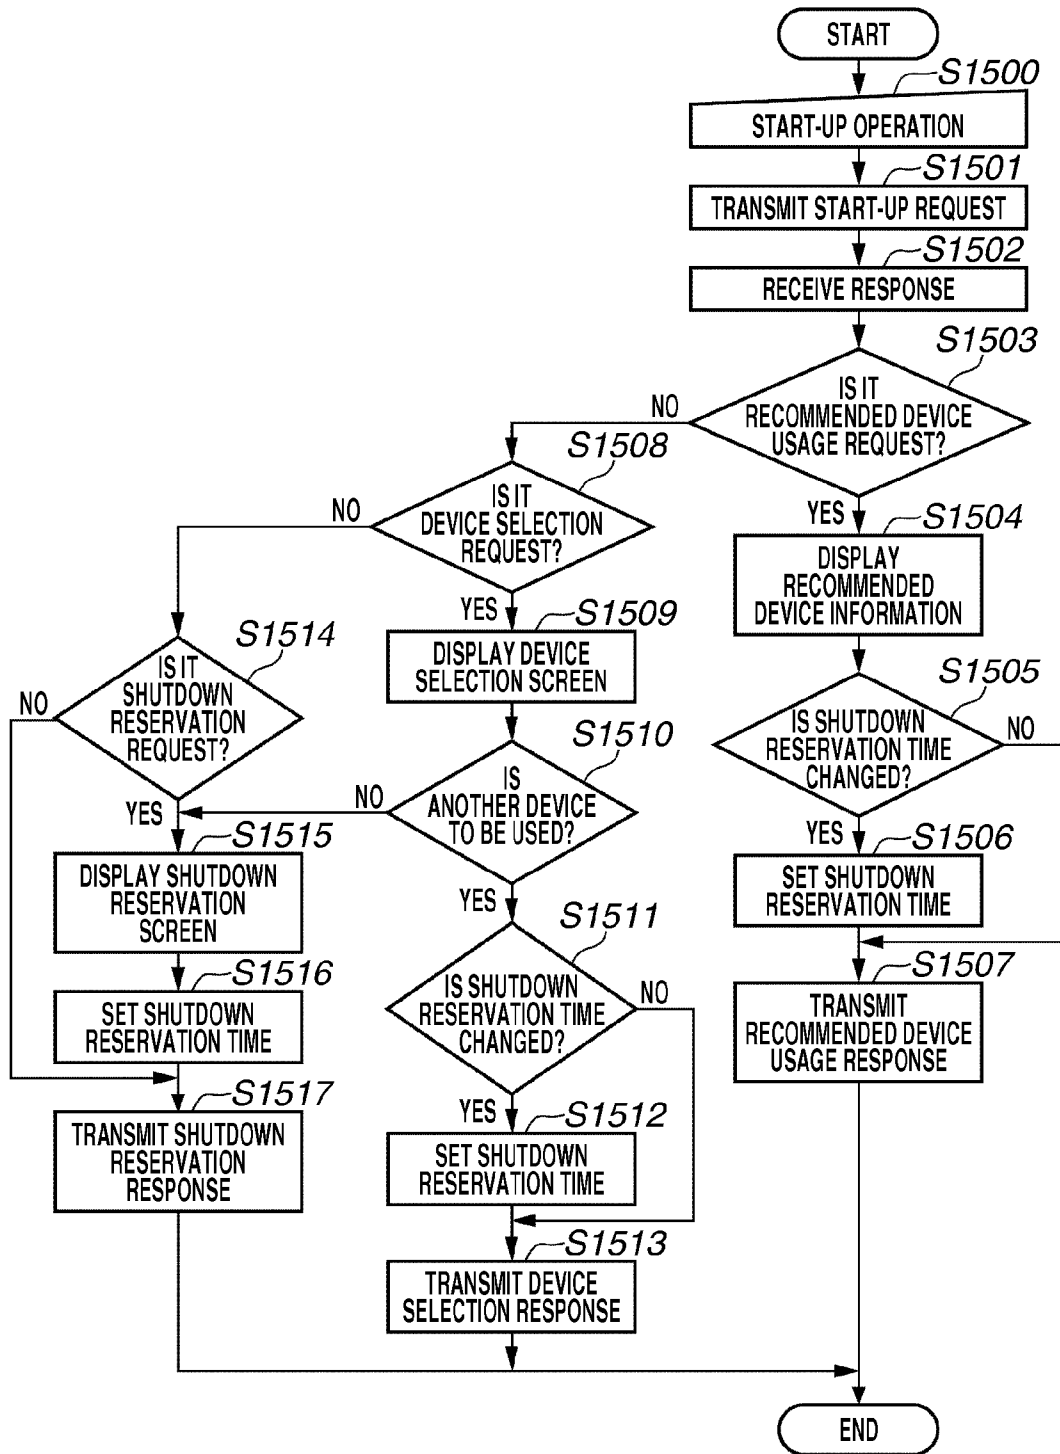 START
S1500
START-UP OPERATION
S1501
TRANSMIT START-UP REQUEST
S1502
RECEIVE RESPONSE
S1503
IS IT
RECOMMENDED DEVICE
USAGE REQUEST?
NO
YES
S1504
DISPLAY
RECOMMENDED
DEVICE INFORMATION
S1505
IS SHUTDOWN
RESERVATION TIME
CHANGED?
NO
YES
S1506
SET SHUTDOWN
RESERVATION TIME
S1507
TRANSMIT
RECOMMENDED DEVICE
USAGE RESPONSE
S1508
IS IT
DEVICE SELECTION
REQUEST?
NO
YES
S1509
DISPLAY DEVICE
SELECTION SCREEN
S1510
IS
ANOTHER DEVICE
TO BE USED?
NO
YES
S1511
IS SHUTDOWN
RESERVATION TIME
CHANGED?
NO
YES
S1512
SET SHUTDOWN
RESERVATION TIME
S1513
TRANSMIT DEVICE
SELECTION RESPONSE
S1514
IS IT
SHUTDOWN
RESERVATION
REQUEST?
NO
YES
S1515
DISPLAY SHUTDOWN
RESERVATION
SCREEN
S1516
SET SHUTDOWN
RESERVATION TIME
S1517
TRANSMIT SHUTDOWN
RESERVATION
RESPONSE
END